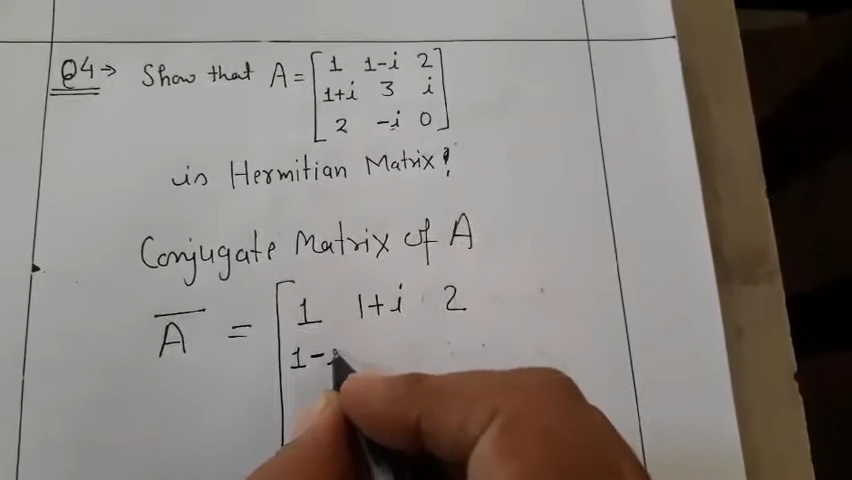 Q4→ Show that A = [ 1 1-i 2
1+i 3 i
2 -i 0 ]
is Hermitian Matrix!
Conjugate Matrix of A
A̅ = [ 1 1+i 2
1-i